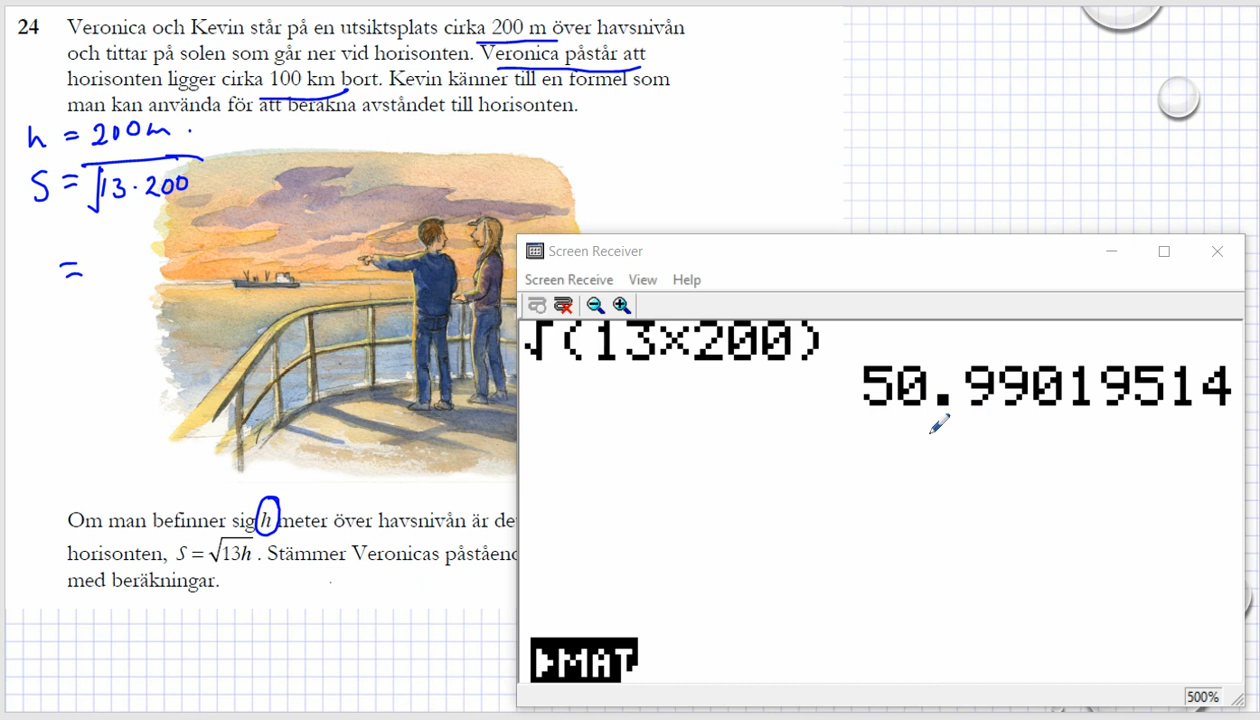 24 Veronica och Kevin står på en utsiktsplats cirka 200 m över havsnivån
och tittar på solen som går ner vid horisonten. Veronica påstår att
horisonten ligger cirka 100 km bort. Kevin känner till en formel som
man kan använda för att beräkna avståndet till horisonten.
h = 200m.
S = √13·200
=
Screen Receiver
Screen Receive View Help
√(13×200)
50.99019514
▶MAT
500%
Om man befinner sig h meter över havsnivån är de
horisonten, S = √13h . Stämmer Veronicas påståend
med beräkningar.